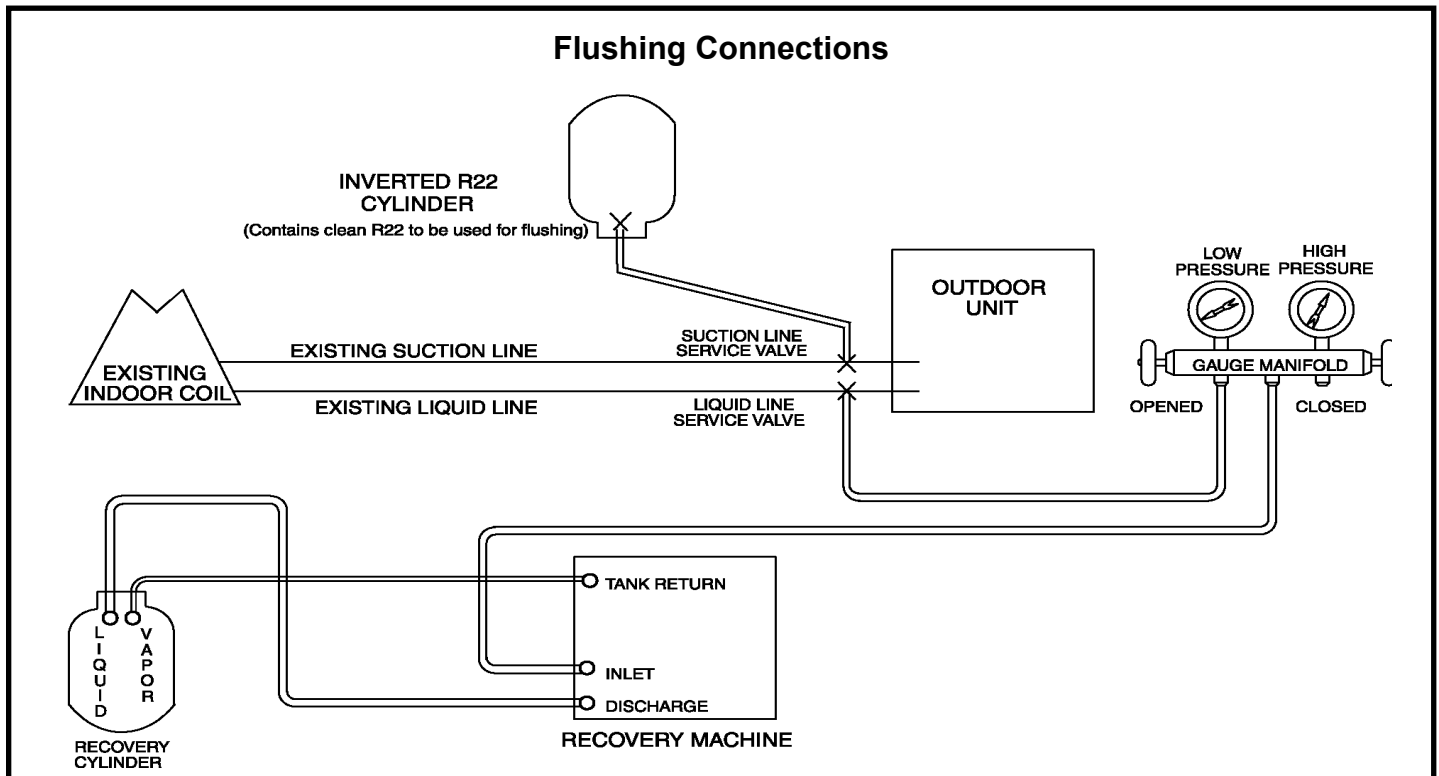 Flushing Connections
INVERTED R22
CYLINDER
(Contains clean R22 to be used for flushing)
OUTDOOR
UNIT
LOW
PRESSURE
HIGH
PRESSURE
GAUGE MANIFOLD
OPENED
CLOSED
EXISTING SUCTION LINE
SUCTION LINE
SERVICE VALVE
EXISTING
INDOOR COIL
EXISTING LIQUID LINE
LIQUID LINE
SERVICE VALVE
TANK RETURN
INLET
DISCHARGE
RECOVERY MACHINE
LIQUID
VAPOR
RECOVERY
CYLINDER